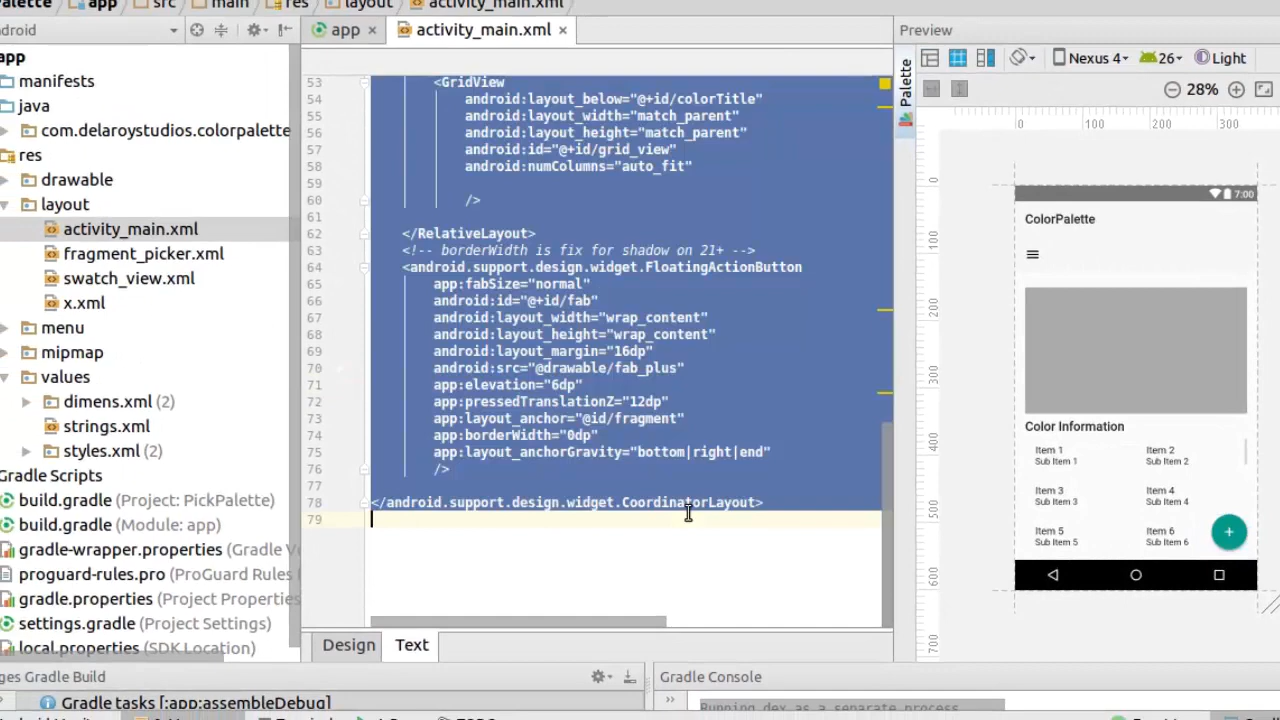 app
src
main
res
layout
activity_main.xml
app
activity_main.xml
Preview
app
manifests
java
com.delaroystudios.colorpalette
res
drawable
layout
activity_main.xml
fragment_picker.xml
swatch_view.xml
x.xml
menu
mipmap
values
dimens.xml (2)
strings.xml
styles.xml (2)
Gradle Scripts
build.gradle (Project: PickPalette)
build.gradle (Module: app)
gradle-wrapper.properties (Gradle V
proguard-rules.pro (ProGuard Rules
gradle.properties (Project Properties
settings.gradle (Project Settings)
local.properties (SDK Location)
53 <GridView
54 android:layout_below="@+id/colorTitle"
55 android:layout_width="match_parent"
56 android:layout_height="match_parent"
57 android:id="@+id/grid_view"
58 android:numColumns="auto_fit"
59
60 />
61
62 </RelativeLayout>
63 <!-- borderWidth is fix for shadow on 21+ -->
64 <android.support.design.widget.FloatingActionButton
65 app:fabSize="normal"
66 android:id="@+id/fab"
67 android:layout_width="wrap_content"
68 android:layout_height="wrap_content"
69 android:layout_margin="16dp"
70 android:src="@drawable/fab_plus"
71 app:elevation="6dp"
72 app:pressedTranslationZ="12dp"
73 app:layout_anchor="@id/fragment"
74 app:borderWidth="0dp"
75 app:layout_anchorGravity="bottom|right|end"
76 />
77
78 </android.support.design.widget.CoordinatorLayout>
79
Design Text
Palette
Nexus 4 26 Light
28%
0 100 200 300
0
100
200
300
400
500
600
700
7:00
ColorPalette
Color Information
Item 1 Item 2
Sub Item 1 Sub Item 2
Item 3 Item 4
Sub Item 3 Sub Item 4
Item 5 Item 6
Sub Item 5 Sub Item 6
ges Gradle Build
Gradle tasks [:app:assembleDebug]
Gradle Console
Running dex as a separate process